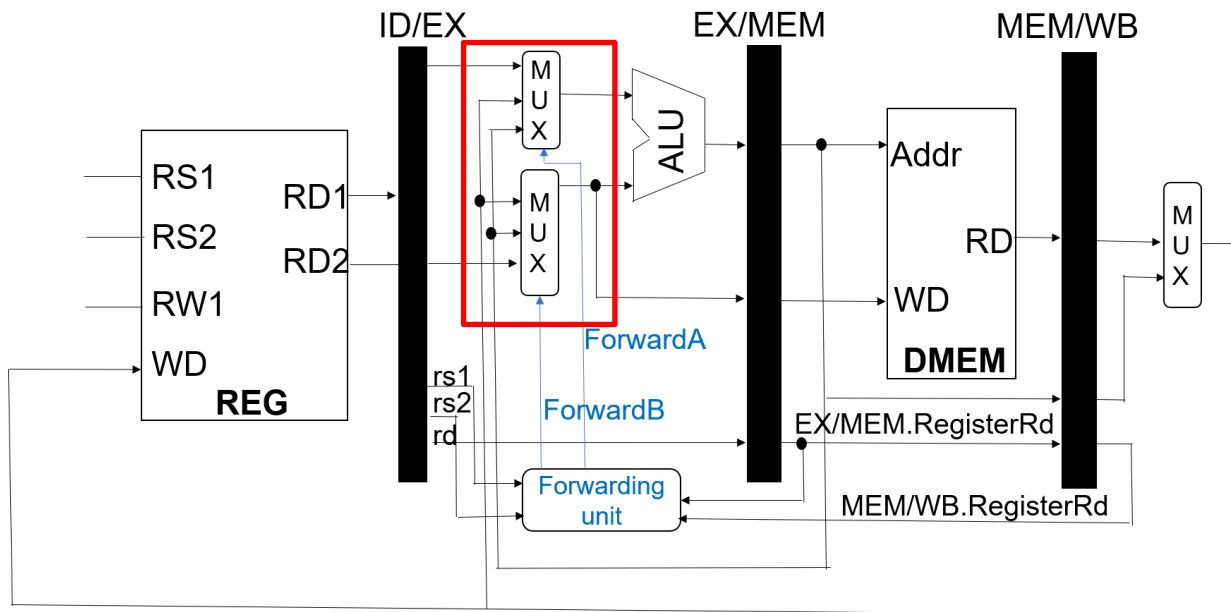 ID/EX
EX/MEM
MEM/WB
M
U
X
ALU
M
U
X
REG
RS1
RS2
RW1
WD
RD1
RD2
Addr
RD
WD
DMEM
M
U
X
ForwardA
ForwardB
rs1
rs2
rd
EX/MEM.RegisterRd
Forwarding
unit
MEM/WB.RegisterRd